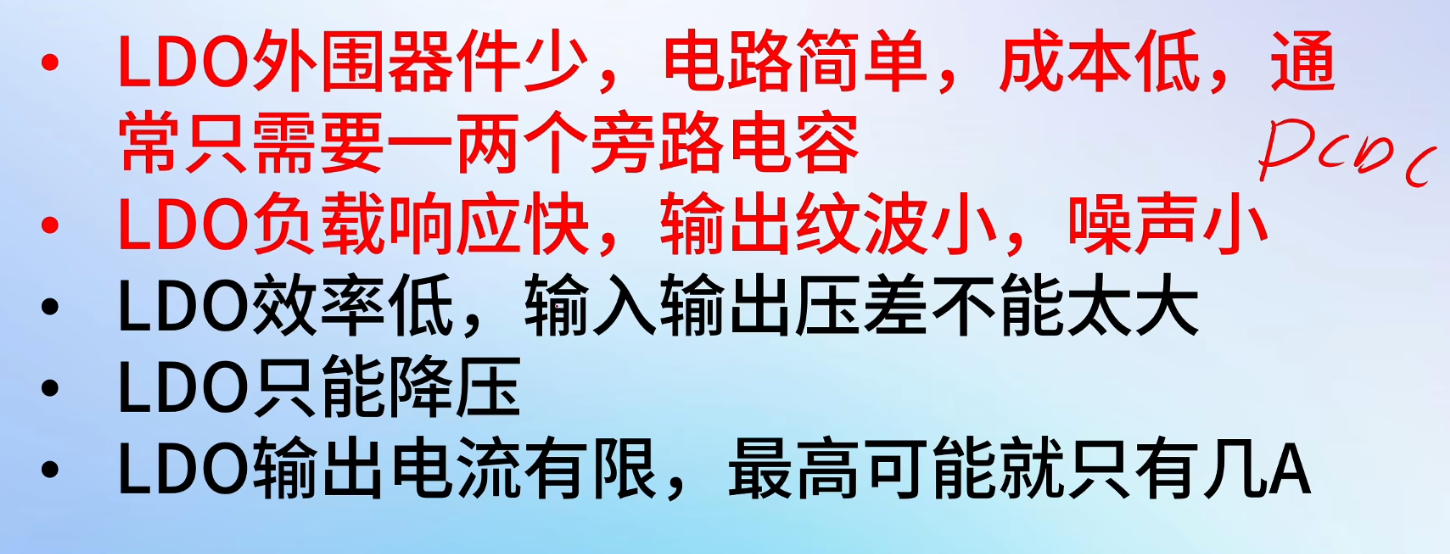 • LDO外围器件少，电路简单，成本低，通
常只需要一两个旁路电容
DCDC
• LDO负载响应快，输出纹波小，噪声小
• LDO效率低，输入输出压差不能太大
• LDO只能降压
• LDO输出电流有限，最高可能就只有几A